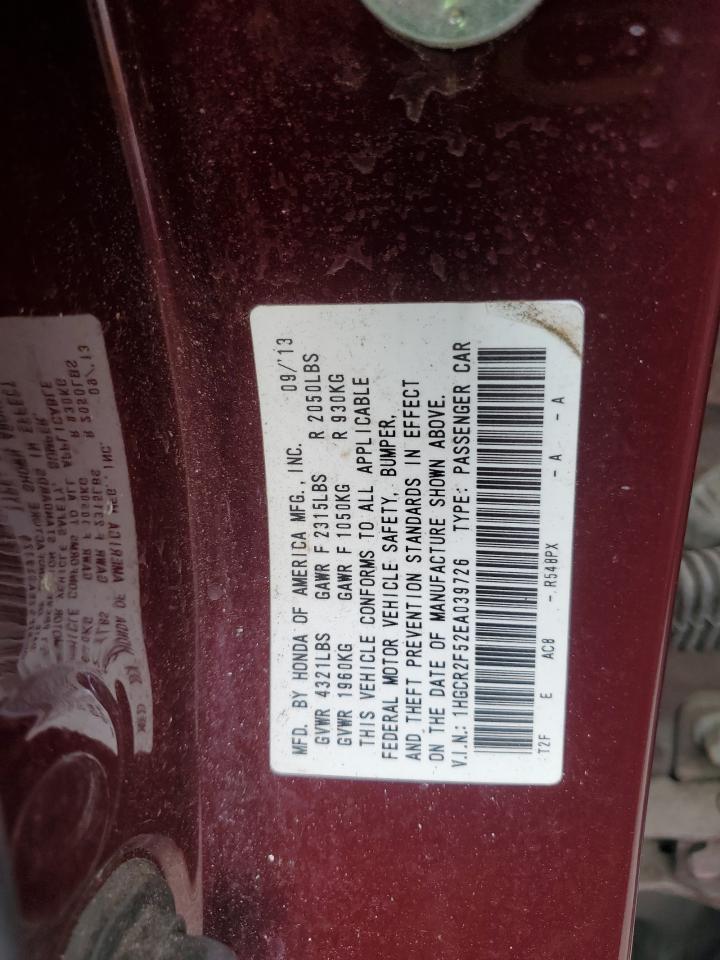 MFD. BY HONDA OF AMERICA MFG., INC. 09/'13
GVWR 4321LBS GAWR F 2315LBS R 2050LBS
GVWR 1960KG GAWR F 1050KG R 930KG
THIS VEHICLE CONFORMS TO ALL APPLICABLE
FEDERAL MOTOR VEHICLE SAFETY, BUMPER,
AND THEFT PREVENTION STANDARDS IN EFFECT
ON THE DATE OF MANUFACTURE SHOWN ABOVE.
V.I.N.: 1HGCR2F52EA039726 TYPE: PASSENGER CAR
T2F E AC8 - R548PX - A - A